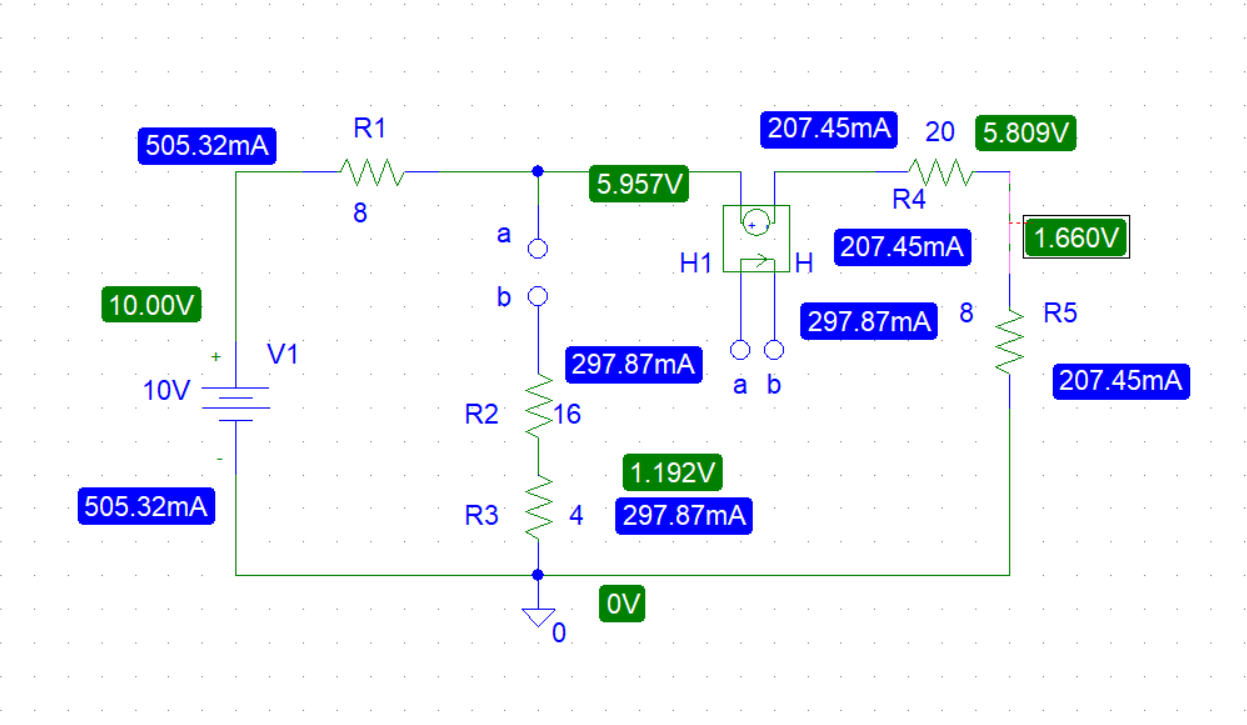 R1
505.32mA
8
207.45mA
20
5.809V
5.957V
R4
a
1.660V
207.45mA
H1
H
b
10.00V
297.87mA
8
R5
+
V1
10V
297.87mA
a
b
207.45mA
R2
16
-
1.192V
505.32mA
R3
4
297.87mA
0V
0